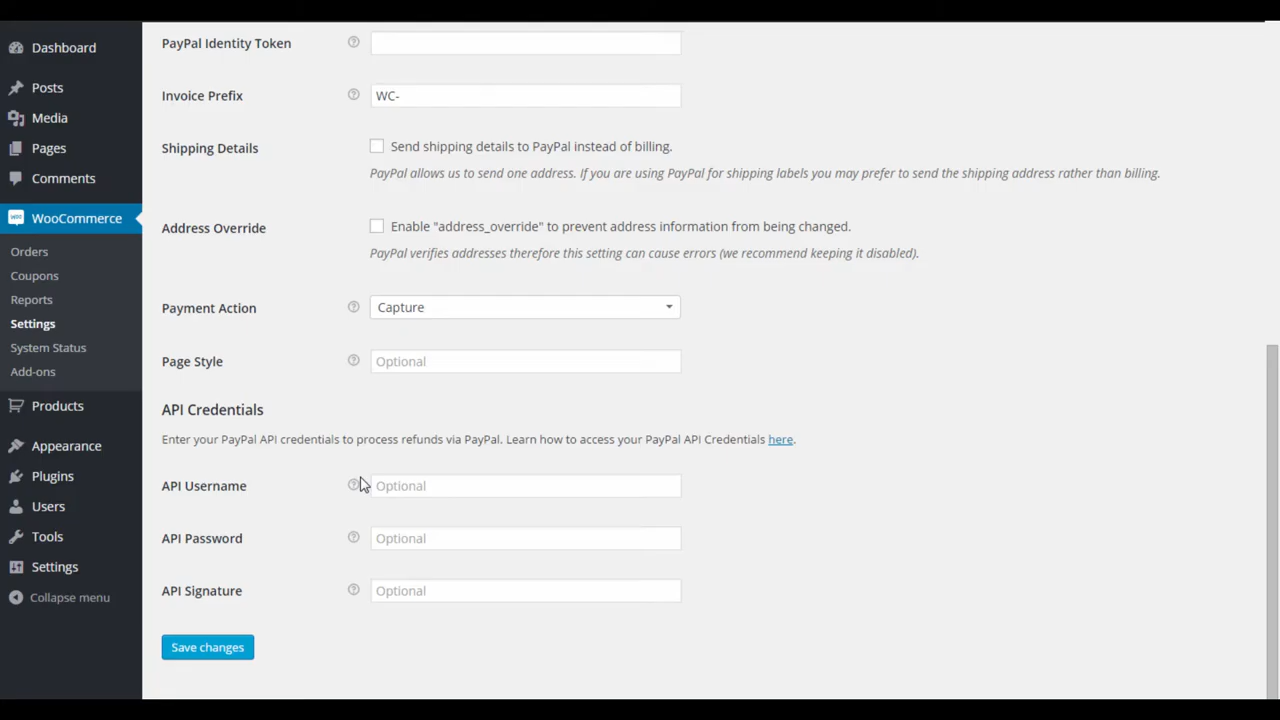 Dashboard
Posts
Media
Pages
Comments
WooCommerce
Orders
Coupons
Reports
Settings
System Status
Add-ons
Products
Appearance
Plugins
Users
Tools
Settings
Collapse menu
PayPal Identity Token
Invoice Prefix WC-
Shipping Details Send shipping details to PayPal instead of billing.
PayPal allows us to send one address. If you are using PayPal for shipping labels you may prefer to send the shipping address rather than billing.
Address Override Enable "address_override" to prevent address information from being changed.
PayPal verifies addresses therefore this setting can cause errors (we recommend keeping it disabled).
Payment Action Capture
Page Style Optional
API Credentials
Enter your PayPal API credentials to process refunds via PayPal. Learn how to access your PayPal API Credentials here.
API Username Optional
API Password Optional
API Signature Optional
Save changes